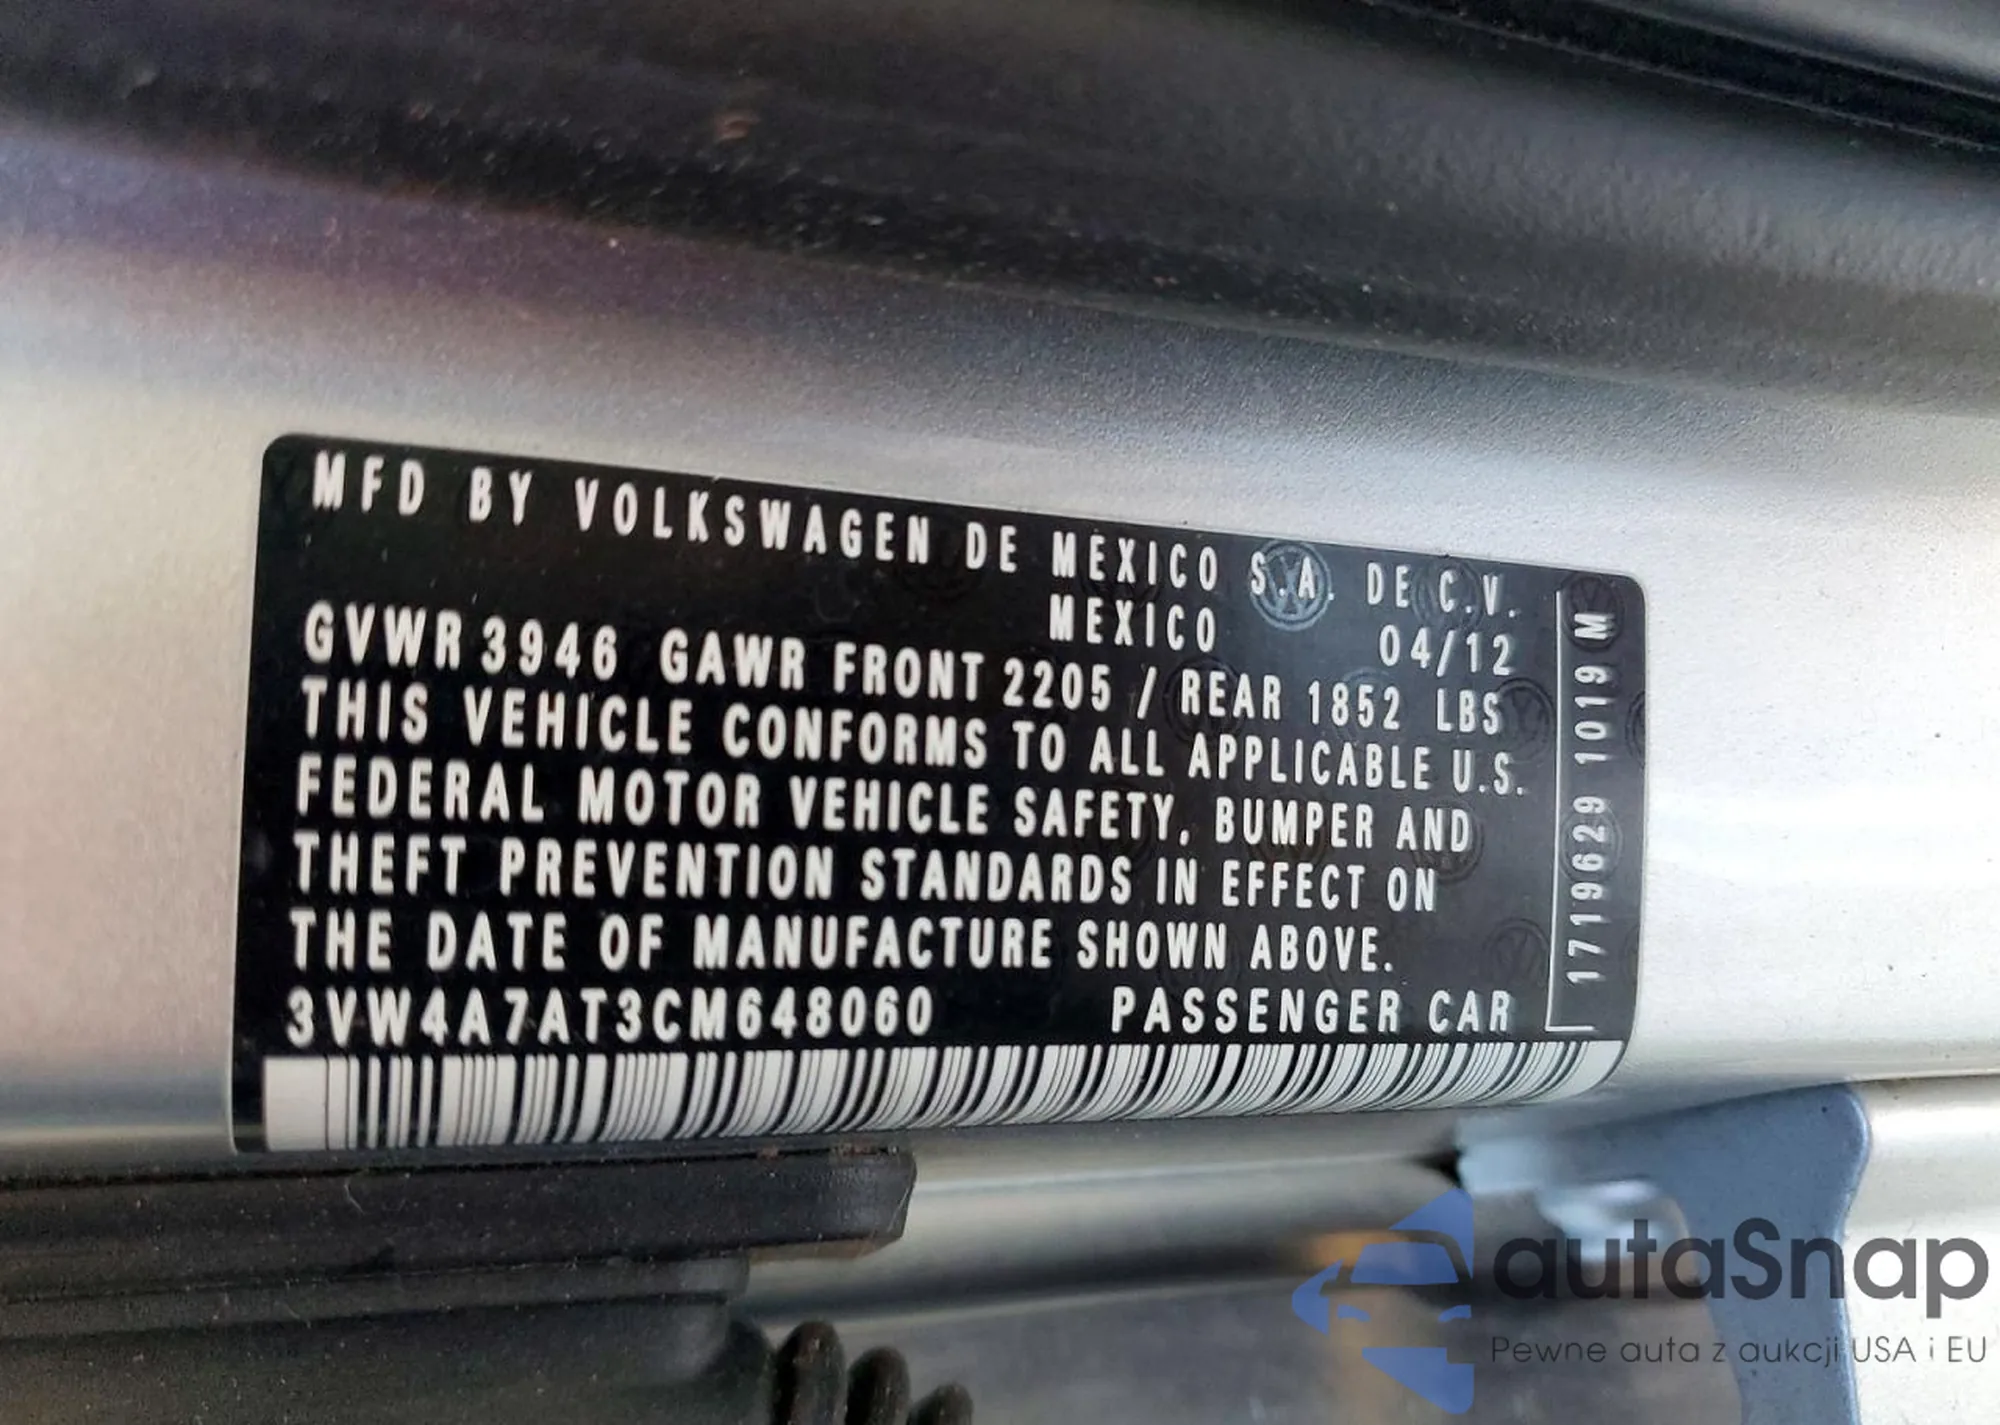 MFD BY VOLKSWAGEN DE MEXICO S.A. DE C.V.
MEXICO 04/12
GVWR 3946 GAWR FRONT 2205 / REAR 1852 LBS
THIS VEHICLE CONFORMS TO ALL APPLICABLE U.S.
FEDERAL MOTOR VEHICLE SAFETY, BUMPER AND
THEFT PREVENTION STANDARDS IN EFFECT ON
THE DATE OF MANUFACTURE SHOWN ABOVE.
3VW4A7AT3CM648060 PASSENGER CAR
1719629 1019 M
autaSnap
Pewne auta z aukcji USA i EU